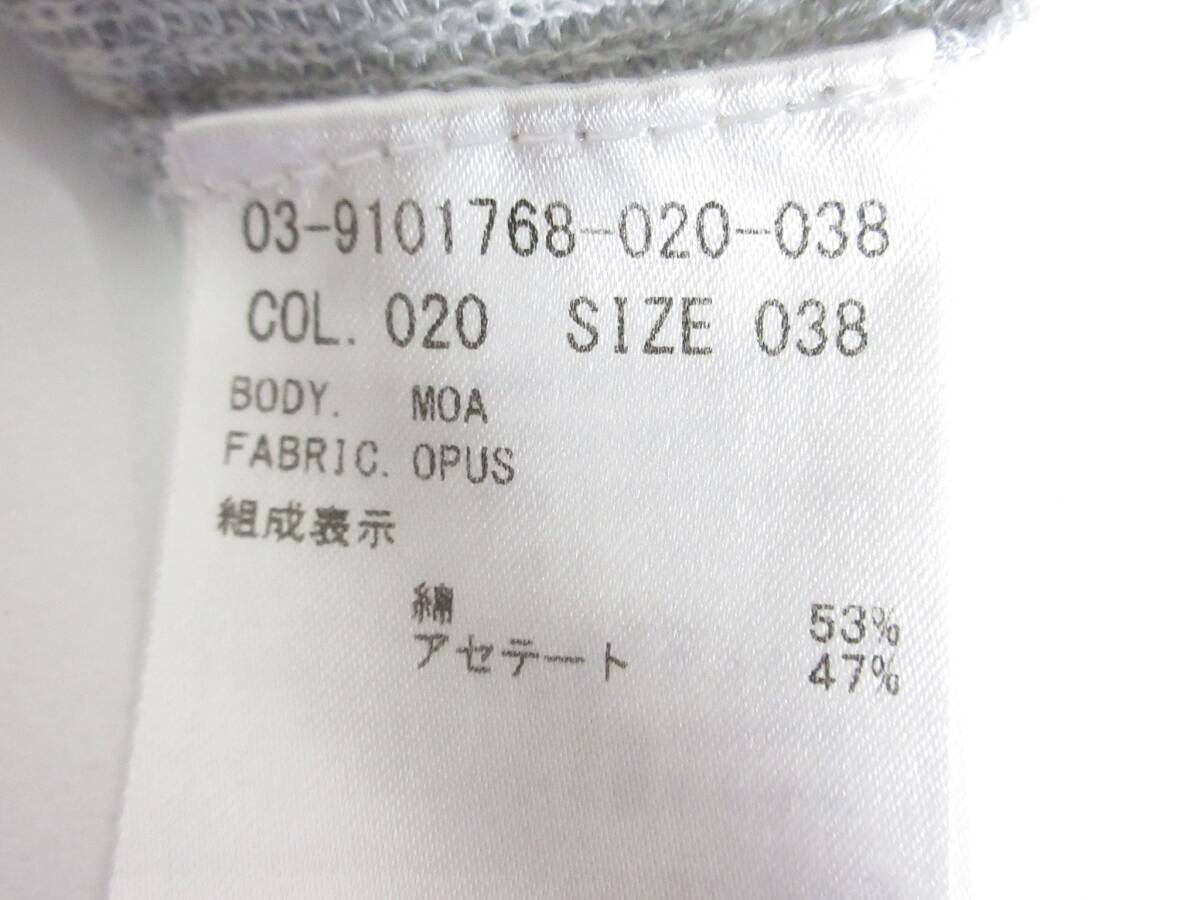 03-9101768-020-038
COL. 020 SIZE 038
BODY. MOA
FABRIC. OPUS
組成表示
綿 53%
アセテート 47%